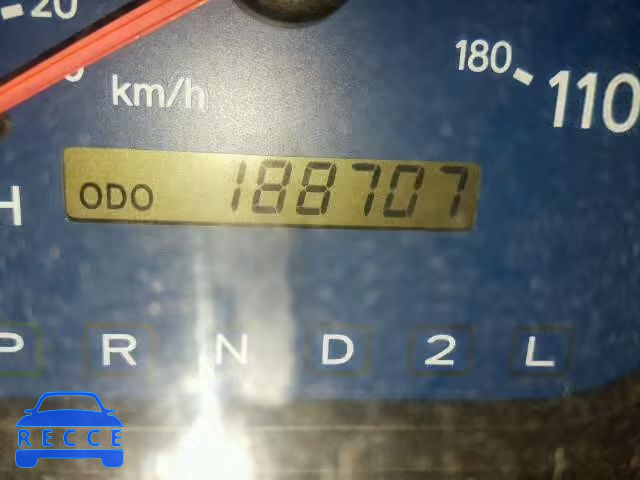 20
km/h
180
110
ODO 188707
H
P R N D 2 L
RECCE